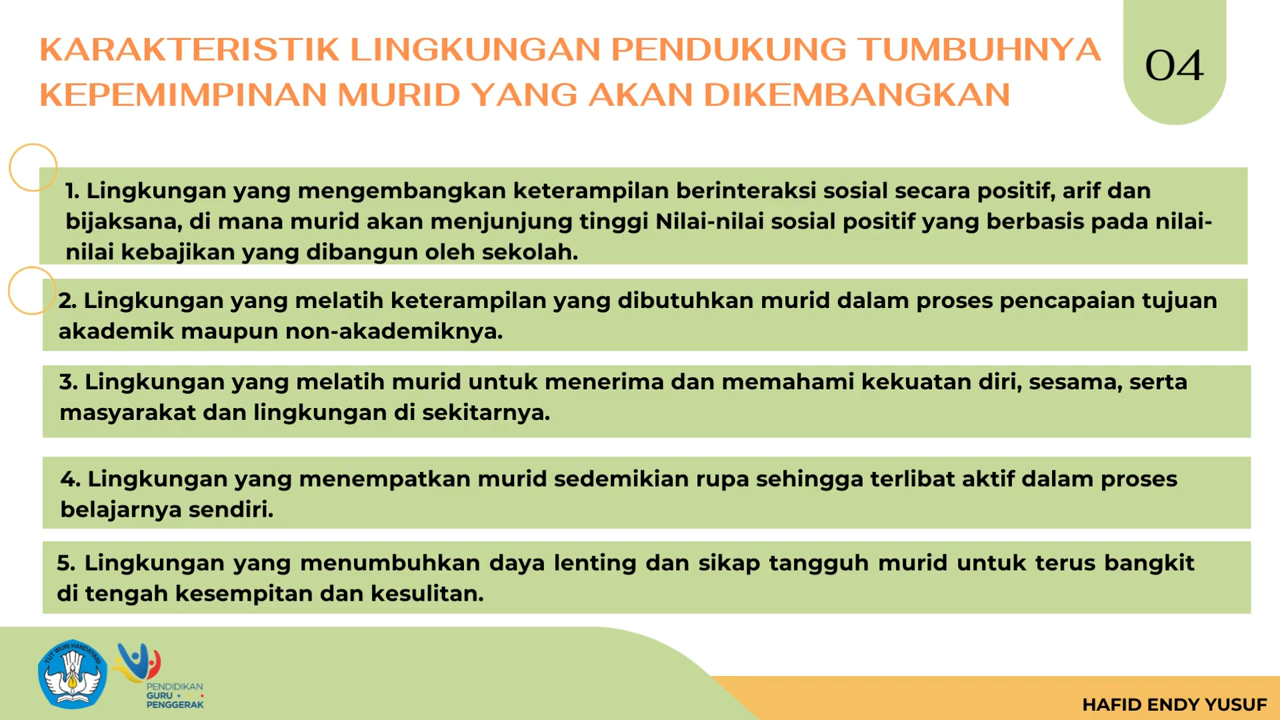 KARAKTERISTIK LINGKUNGAN PENDUKUNG TUMBUHNYA
KEPEMIMPINAN MURID YANG AKAN DIKEMBANGKAN
04
1. Lingkungan yang mengembangkan keterampilan berinteraksi sosial secara positif, arif dan
bijaksana, di mana murid akan menjunjung tinggi Nilai-nilai sosial positif yang berbasis pada nilai-
nilai kebajikan yang dibangun oleh sekolah.
2. Lingkungan yang melatih keterampilan yang dibutuhkan murid dalam proses pencapaian tujuan
akademik maupun non-akademiknya.
3. Lingkungan yang melatih murid untuk menerima dan memahami kekuatan diri, sesama, serta
masyarakat dan lingkungan di sekitarnya.
4. Lingkungan yang menempatkan murid sedemikian rupa sehingga terlibat aktif dalam proses
belajarnya sendiri.
5. Lingkungan yang menumbuhkan daya lenting dan sikap tangguh murid untuk terus bangkit
di tengah kesempitan dan kesulitan.
TUT WURI HANDAYANI
PENDIDIKAN
GURU
PENGGERAK
HAFID ENDY YUSUF